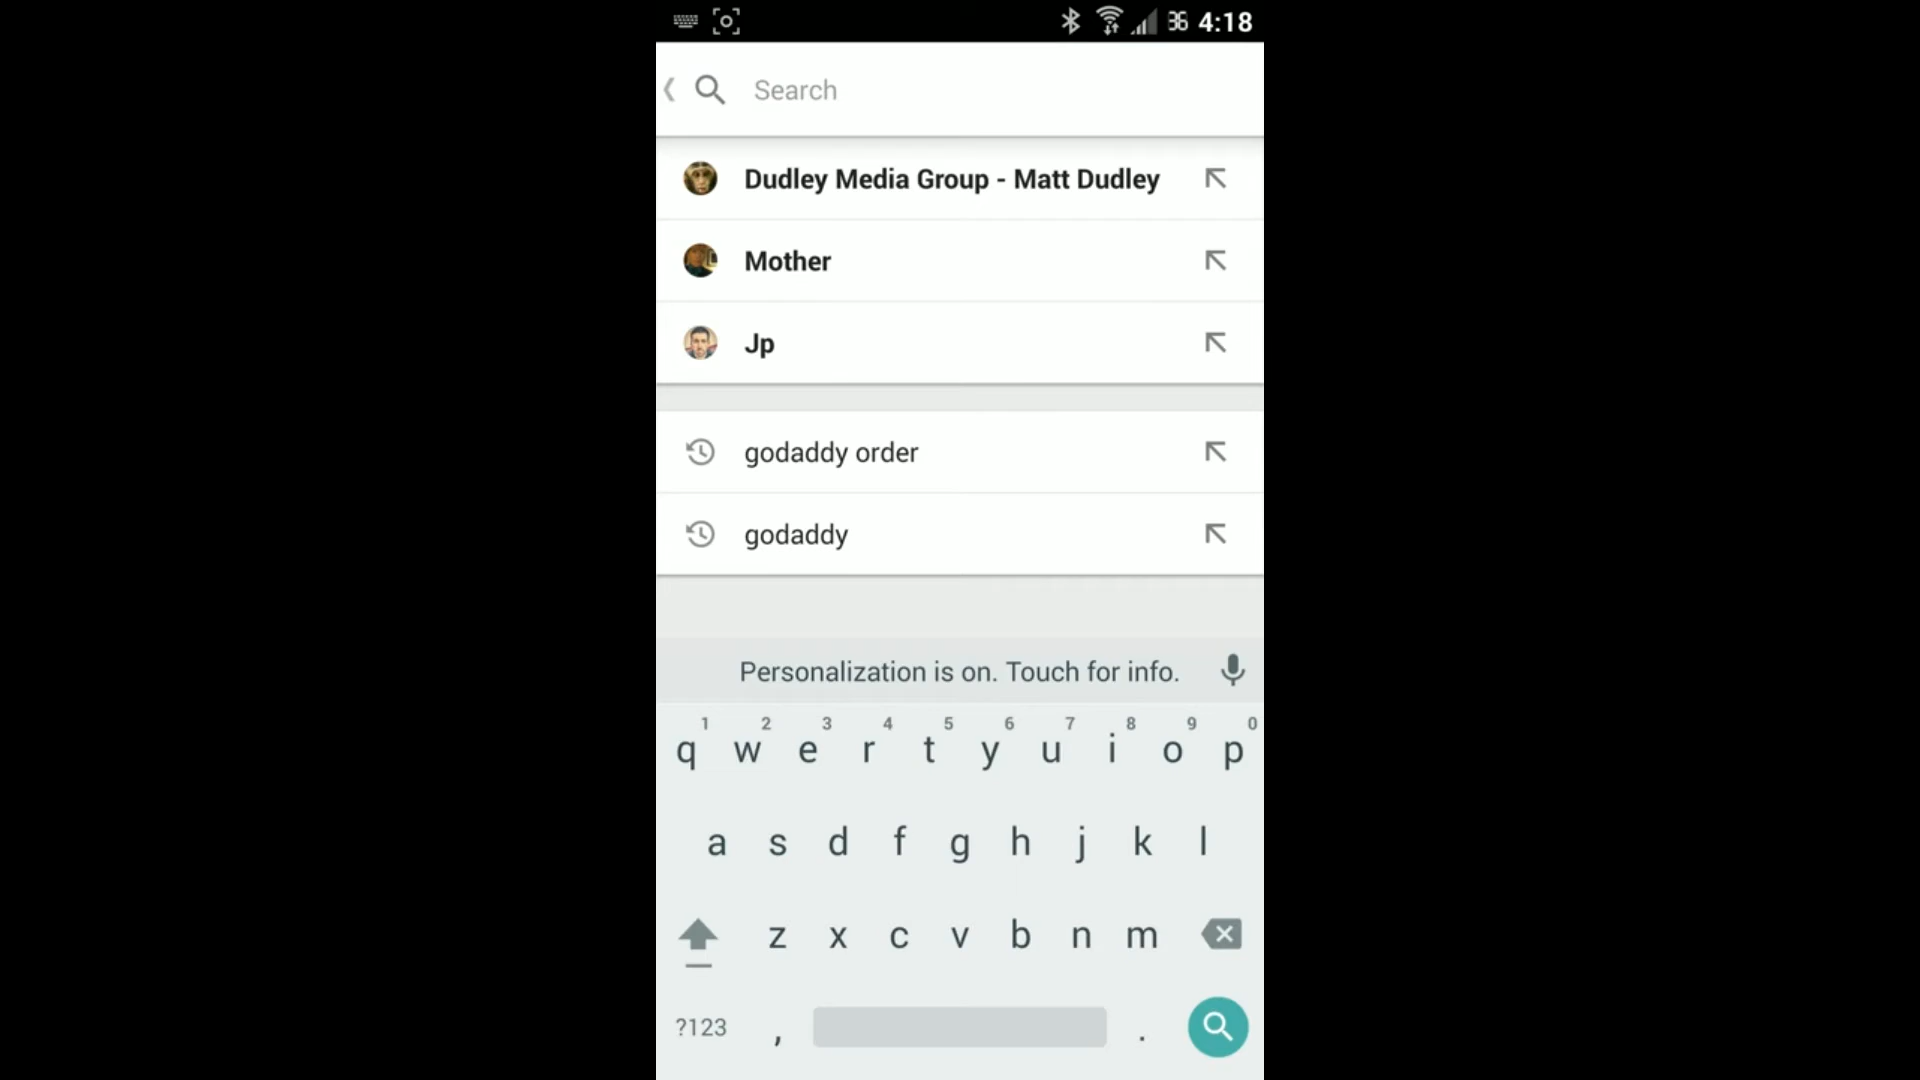 36 4:18
Search
Dudley Media Group - Matt Dudley
Mother
Jp
godaddy order
godaddy
Personalization is on. Touch for info.
1 2 3 4 5 6 7 8 9 0
q w e r t y u i o p
a s d f g h j k l
z x c v b n m
?123 , .